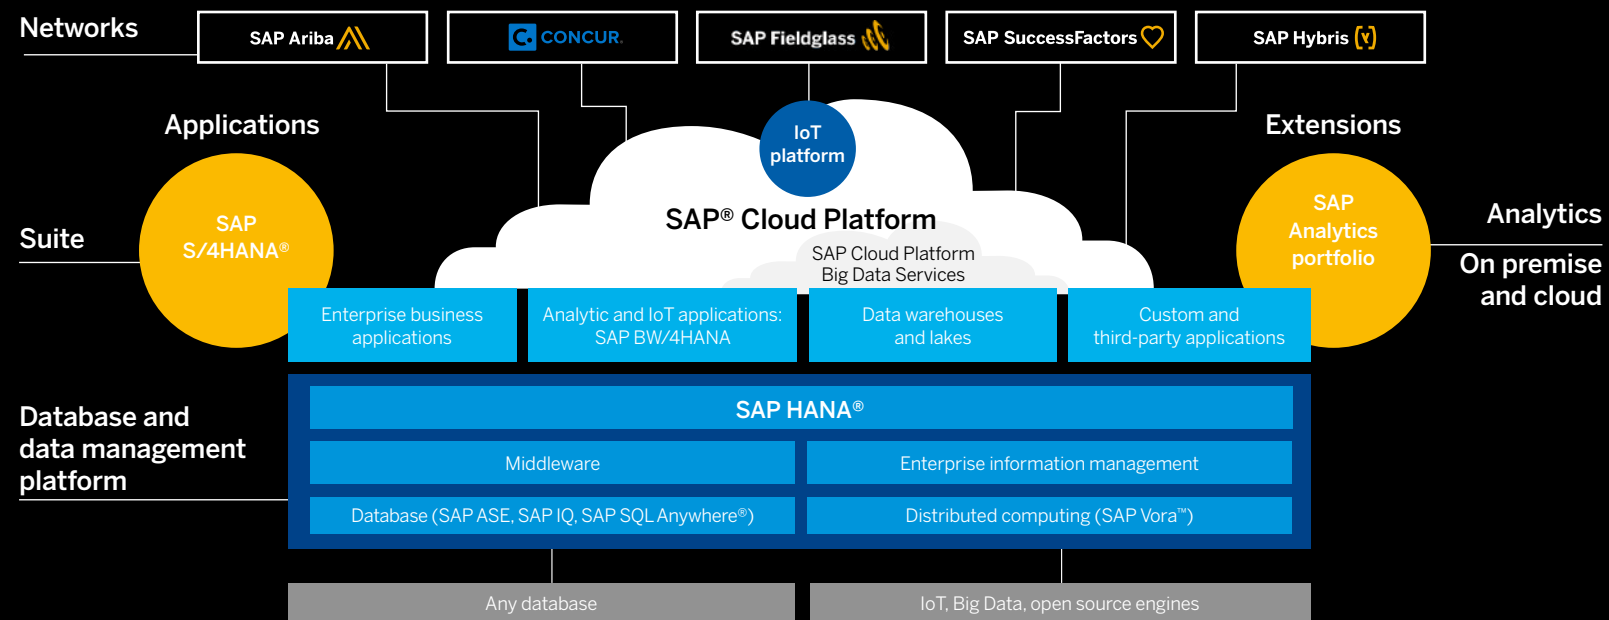 Networks
SAP Ariba
C. CONCUR.
SAP Fieldglass
SAP SuccessFactors
SAP Hybris
Applications
Extensions
IoT
platform
SAP® Cloud Platform
SAP Cloud Platform
Big Data Services
Suite
SAP
S/4HANA®
SAP
Analytics
portfolio
Analytics
On premise
and cloud
Enterprise business
applications
Analytic and IoT applications:
SAP BW/4HANA
Data warehouses
and lakes
Custom and
third-party applications
Database and
data management
platform
SAP HANA®
Middleware
Enterprise information management
Database (SAP ASE, SAP IQ, SAP SQL Anywhere®)
Distributed computing (SAP Vora™)
Any database
IoT, Big Data, open source engines